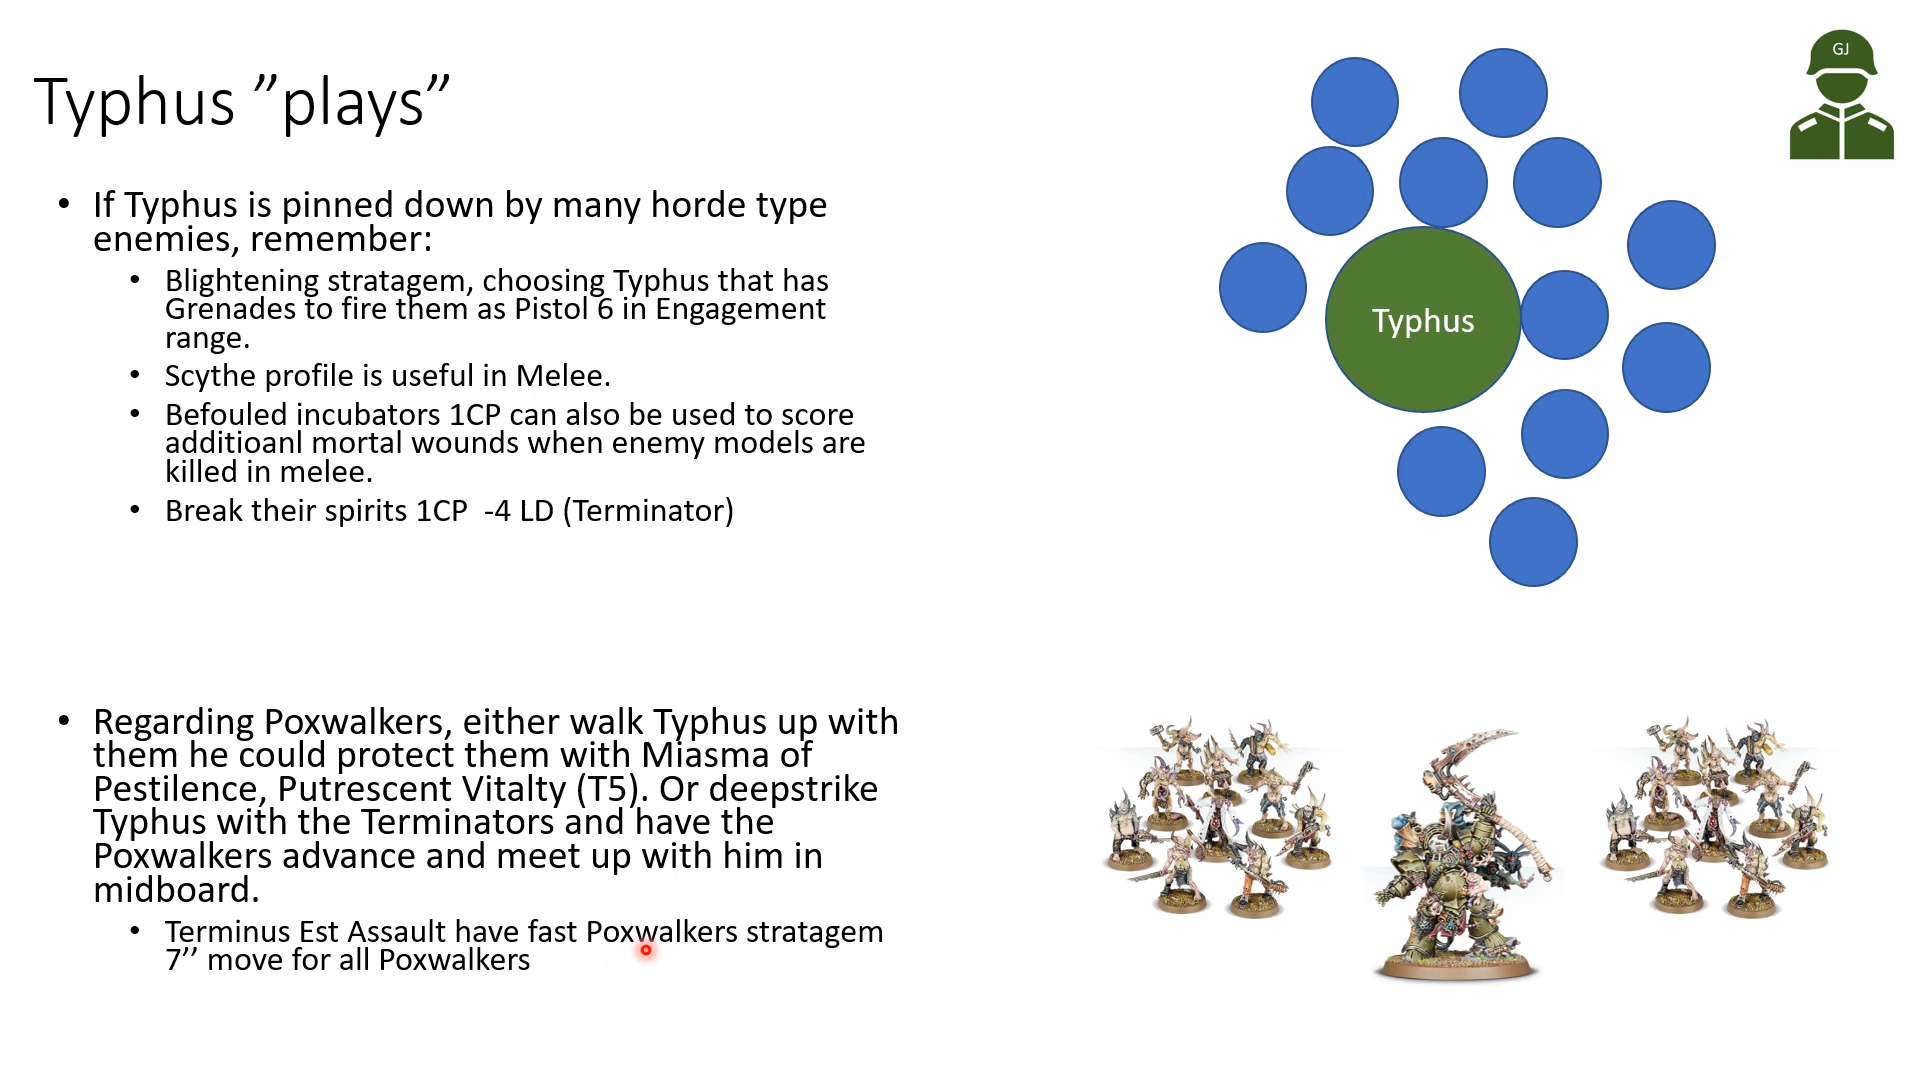 GJ
Typhus ”plays”
• If Typhus is pinned down by many horde type
enemies, remember:
• Blightening stratagem, choosing Typhus that has
Grenades to fire them as Pistol 6 in Engagement
range.
• Scythe profile is useful in Melee.
• Befouled incubators 1CP can also be used to score
additioanl mortal wounds when enemy models are
killed in melee.
• Break their spirits 1CP  -4 LD (Terminator)
Typhus
• Regarding Poxwalkers, either walk Typhus up with
them he could protect them with Miasma of
Pestilence, Putrescent Vitalty (T5). Or deepstrike
Typhus with the Terminators and have the
Poxwalkers advance and meet up with him in
midboard.
• Terminus Est Assault have fast Poxwalkers stratagem
7’’ move for all Poxwalkers